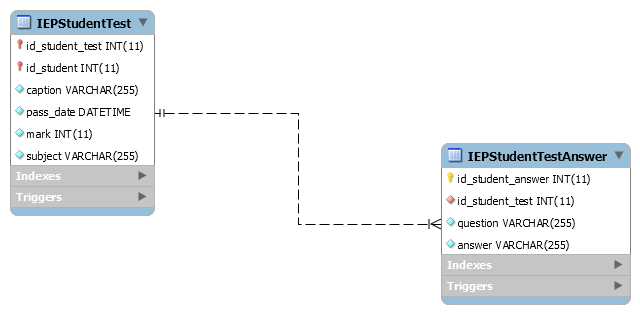 IEPStudentTest
id_student_test INT(11)
id_student INT(11)
caption VARCHAR(255)
pass_date DATETIME
mark INT(11)
subject VARCHAR(255)
Indexes
Triggers
IEPStudentTestAnswer
id_student_answer INT(11)
id_student_test INT(11)
question VARCHAR(255)
answer VARCHAR(255)
Indexes
Triggers